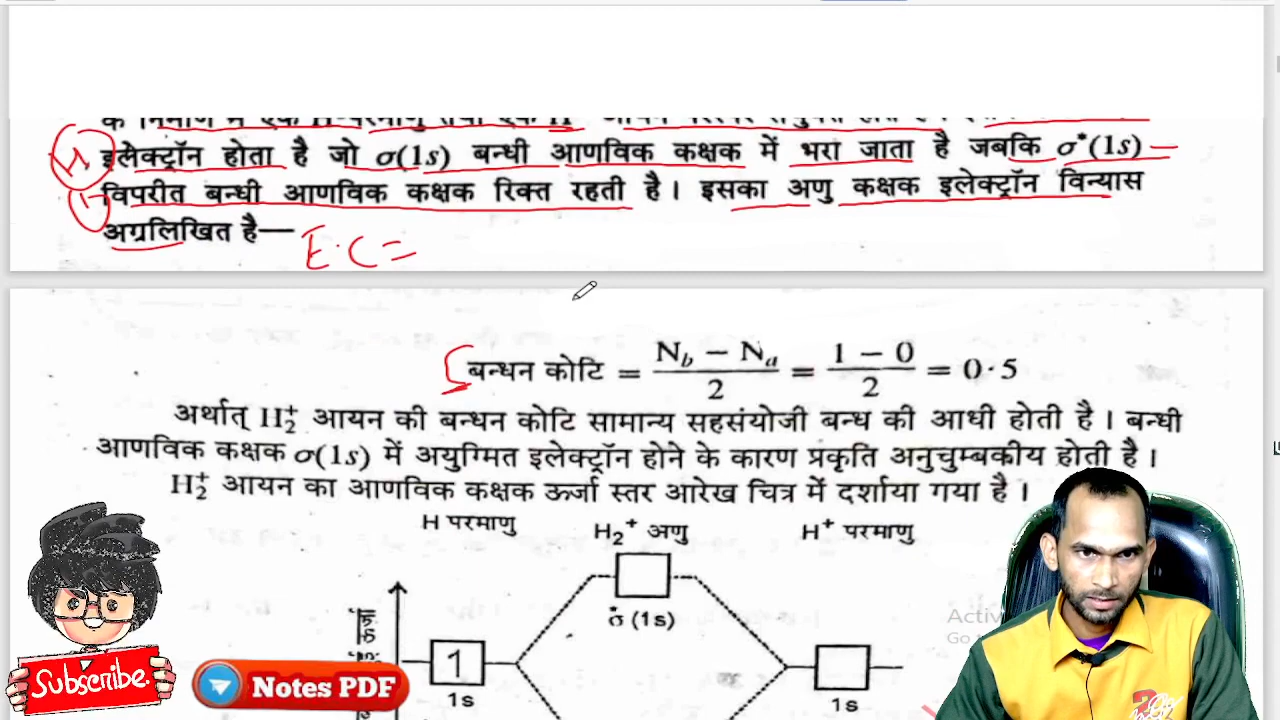 इलेक्ट्रॉन होता है जो σ(1s) बन्धी आणविक कक्षक में भरा जाता है जबकि σ*(1s)
विपरीत बन्धी आणविक कक्षक रिक्त रहती है। इसका अणु कक्षक इलेक्ट्रॉन विन्यास
अग्रलिखित है—
E.C =
बन्धन कोटि = (N_b − N_a)/2 = (1 − 0)/2 = 0·5
अर्थात् H₂⁺ आयन की बन्धन कोटि सामान्य सहसंयोजी बन्ध की आधी होती है। बन्धी
आणविक कक्षक σ(1s) में अयुग्मित इलेक्ट्रॉन होने के कारण प्रकृति अनुचुम्बकीय होती है।
H₂⁺ आयन का आणविक कक्षक ऊर्जा स्तर आरेख चित्र में दर्शाया गया है।
H परमाणु H₂⁺ अणु H⁺ परमाणु
σ* (1s)
1
1s 1s
Subscribe.
Notes PDF